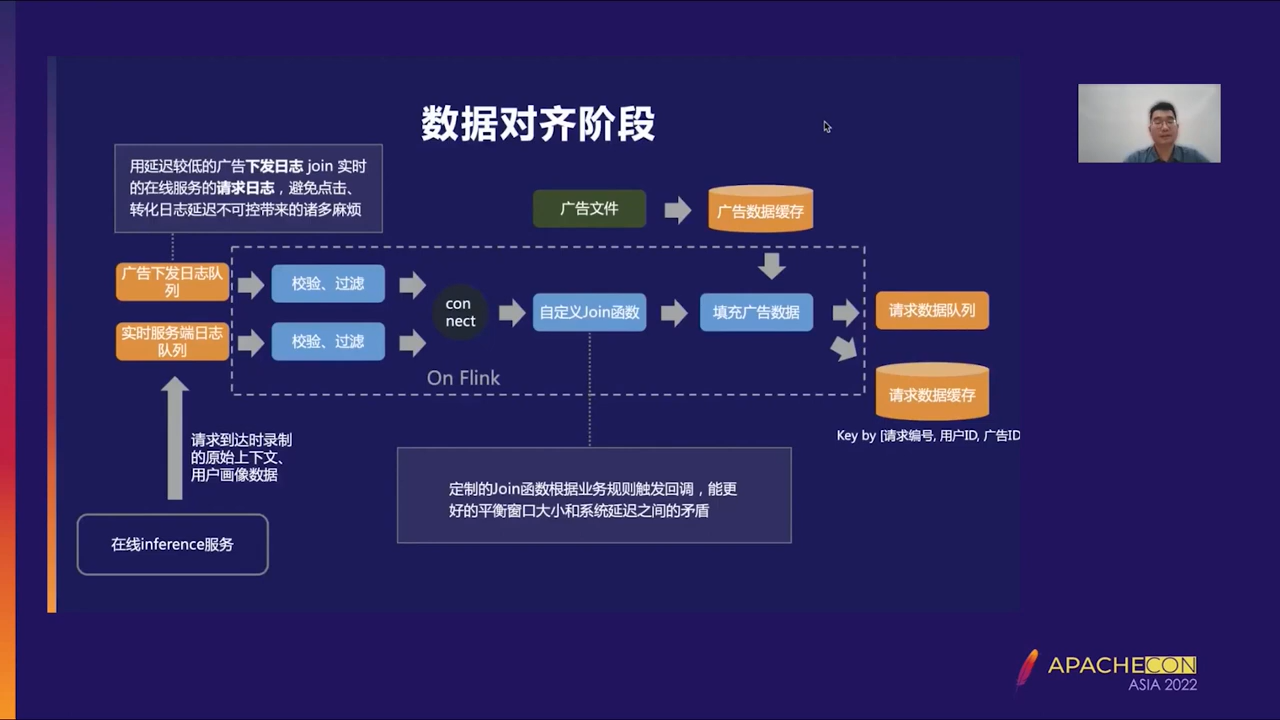 数据对齐阶段
用延迟较低的广告下发日志 join 实时
的在线服务的请求日志，避免点击、
转化日志延迟不可控带来的诸多麻烦
广告文件
广告数据缓存
广告下发日志队
列
校验、过滤
实时服务端日志
队列
校验、过滤
con
nect
自定义Join函数
填充广告数据
请求数据队列
请求数据缓存
On Flink
Key by [请求编号, 用户ID, 广告ID
请求到达时录制
的原始上下文、
用户画像数据
定制的Join函数根据业务规则触发回调，能更
好的平衡窗口大小和系统延迟之间的矛盾
在线inference服务
APACHECON
ASIA 2022